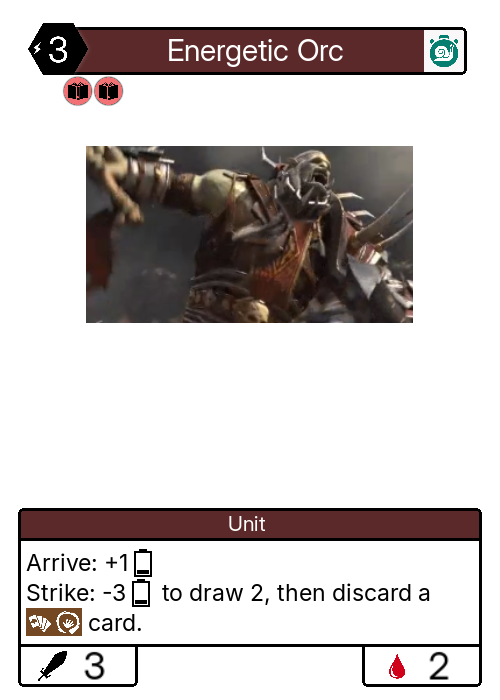 3
Energetic Orc
Unit
Arrive: +1
Strike: -3 to draw 2, then discard a
card.
3
2